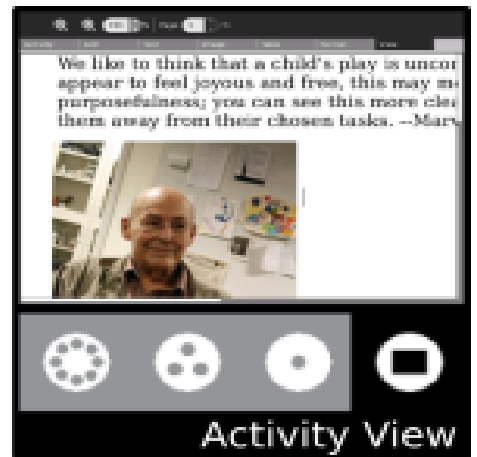 We like to think that a child's play is uncon
appear to feel joyous and free, this may m
purposefulness; you can see this more clea
them away from their chosen tasks. --Marv
Activity View